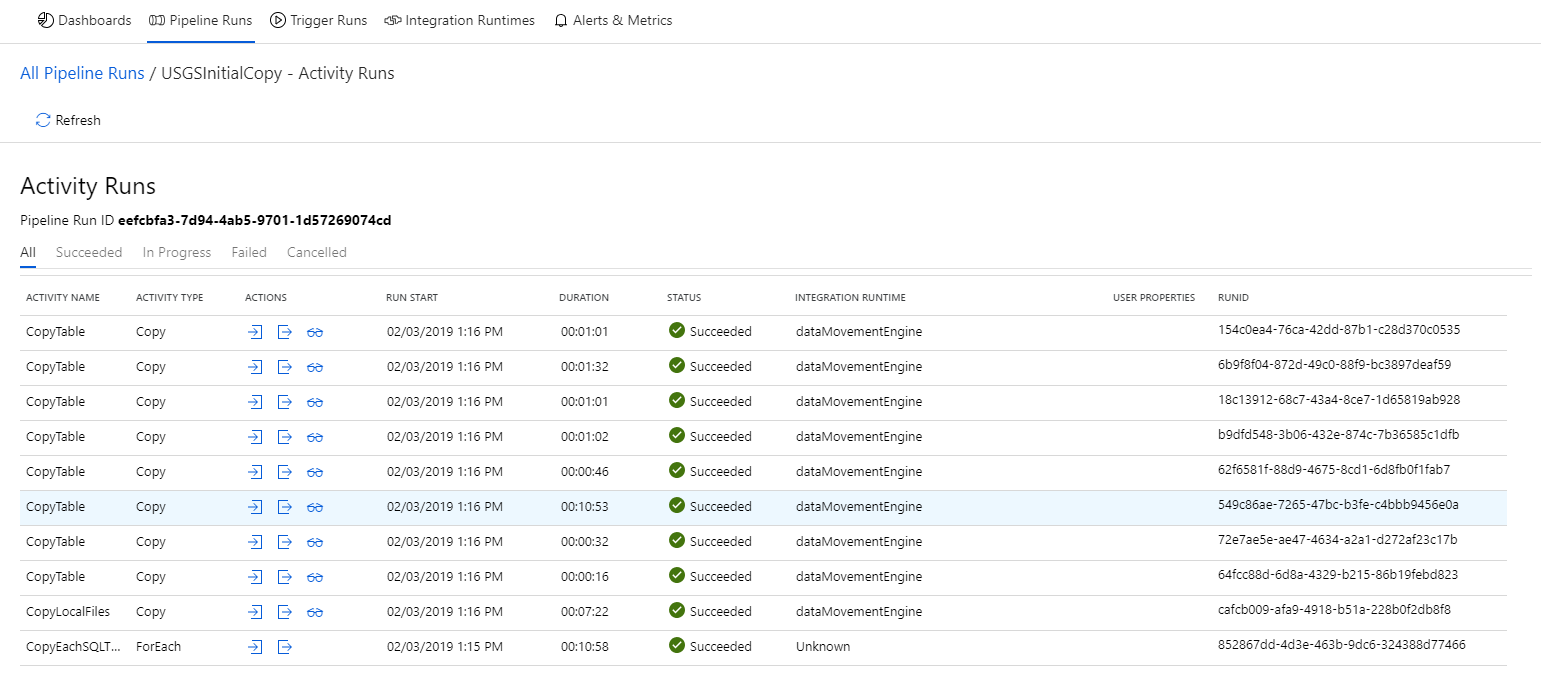 Dashboards Pipeline Runs Trigger Runs Integration Runtimes Alerts & Metrics
All Pipeline Runs / USGSInitialCopy - Activity Runs
Refresh
Activity Runs
Pipeline Run ID eefcbfa3-7d94-4ab5-9701-1d57269074cd
All Succeeded In Progress Failed Cancelled
ACTIVITY NAME ACTIVITY TYPE ACTIONS RUN START DURATION STATUS INTEGRATION RUNTIME USER PROPERTIES RUNID
CopyTable Copy 02/03/2019 1:16 PM 00:01:01 Succeeded dataMovementEngine 154c0ea4-76ca-42dd-87b1-c28d370c0535
CopyTable Copy 02/03/2019 1:16 PM 00:01:32 Succeeded dataMovementEngine 6b9f8f04-872d-49c0-88f9-bc3897deaf59
CopyTable Copy 02/03/2019 1:16 PM 00:01:01 Succeeded dataMovementEngine 18c13912-68c7-43a4-8ce7-1d65819ab928
CopyTable Copy 02/03/2019 1:16 PM 00:01:02 Succeeded dataMovementEngine b9dfd548-3b06-432e-874c-7b36585c1dfb
CopyTable Copy 02/03/2019 1:16 PM 00:00:46 Succeeded dataMovementEngine 62f6581f-88d9-4675-8cd1-6d8fb0f1fab7
CopyTable Copy 02/03/2019 1:16 PM 00:10:53 Succeeded dataMovementEngine 549c86ae-7265-47bc-b3fe-c4bbb9456e0a
CopyTable Copy 02/03/2019 1:16 PM 00:00:32 Succeeded dataMovementEngine 72e7ae5e-ae47-4634-a2a1-d272af23c17b
CopyTable Copy 02/03/2019 1:16 PM 00:00:16 Succeeded dataMovementEngine 64fcc88d-6d8a-4329-b215-86b19febd823
CopyLocalFiles Copy 02/03/2019 1:16 PM 00:07:22 Succeeded dataMovementEngine cafcb009-afa9-4918-b51a-228b0f2db8f8
CopyEachSQLT... ForEach 02/03/2019 1:15 PM 00:10:58 Succeeded Unknown 852867dd-4d3e-463b-9dc6-324388d77466